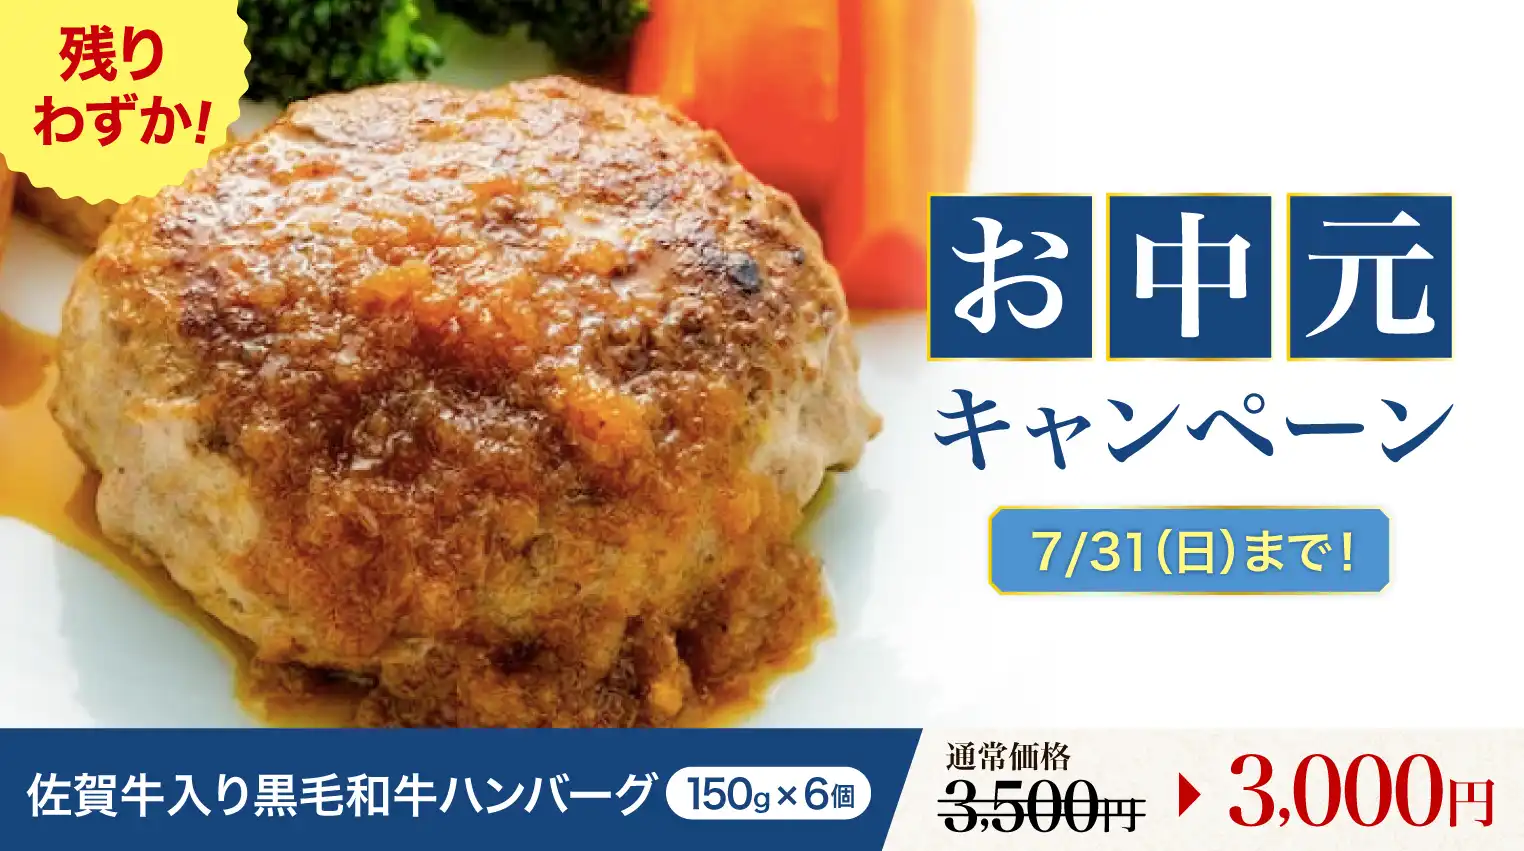 残り
わずか!
お中元
キャンペーン
7/31(日)まで!
佐賀牛入り黒毛和牛ハンバーグ 150g×6個
通常価格
3,500円 ▶ 3,000円